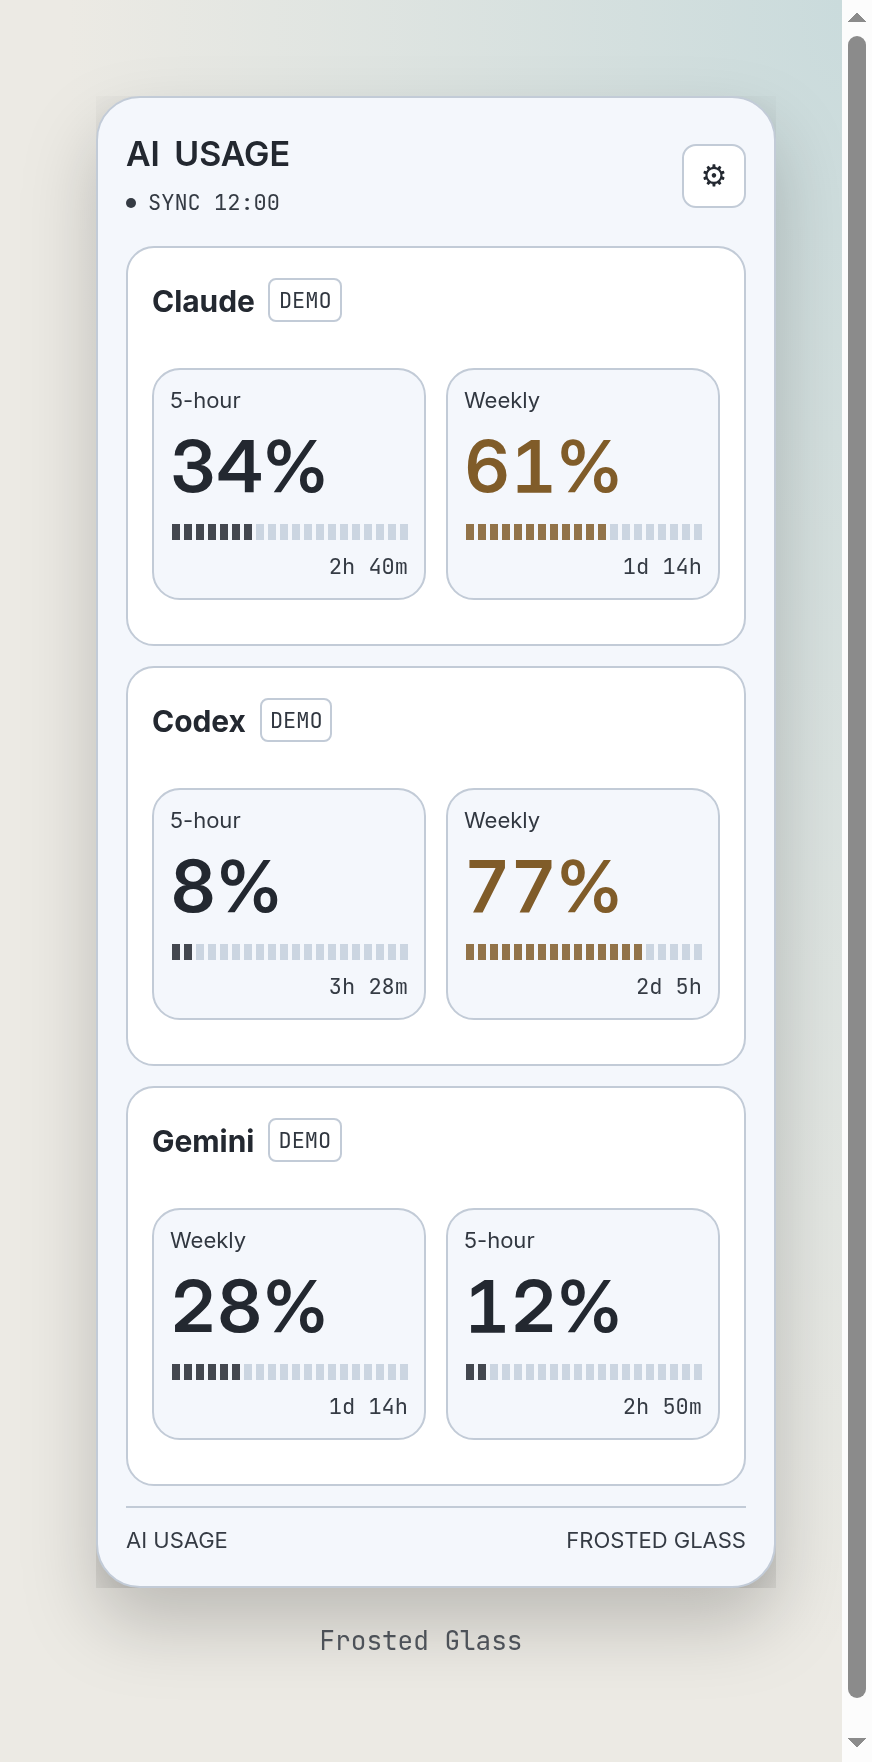 AI USAGE
SYNC 12:00
Claude DEMO
5-hour Weekly
34% 61%
2h 40m 1d 14h
Codex DEMO
5-hour Weekly
8% 77%
3h 28m 2d 5h
Gemini DEMO
Weekly 5-hour
28% 12%
1d 14h 2h 50m
AI USAGE FROSTED GLASS
Frosted Glass